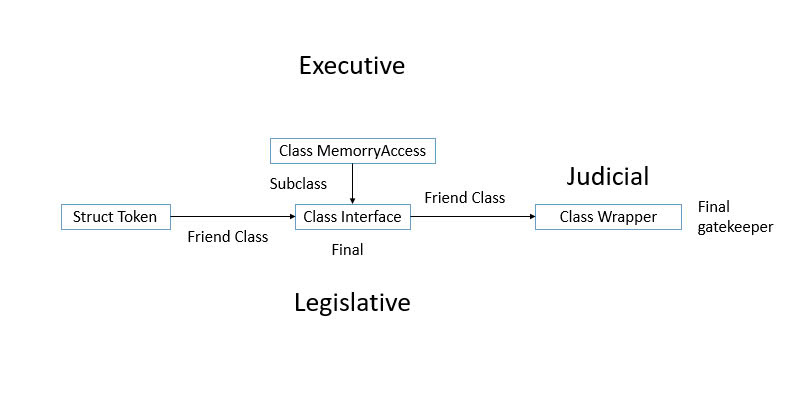 Executive
Class MemorryAccess
Subclass
Judicial
Friend Class
Struct Token
Class Interface
Class Wrapper
Final
gatekeeper
Friend Class
Final
Legislative